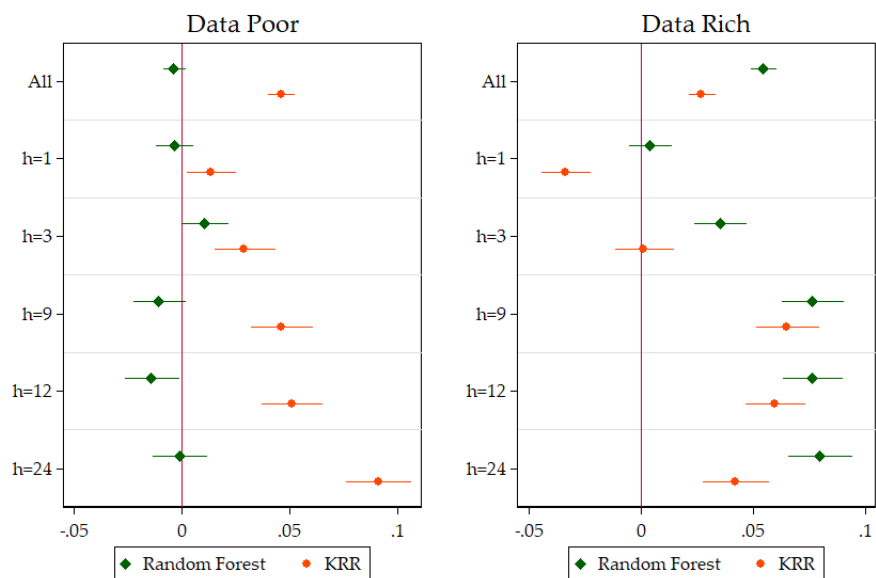 Data Poor
All
h=1
h=3
h=9
h=12
h=24
-.05 0 .05 .1
Random Forest KRR
Data Rich
All
h=1
h=3
h=9
h=12
h=24
-.05 0 .05 .1
Random Forest KRR